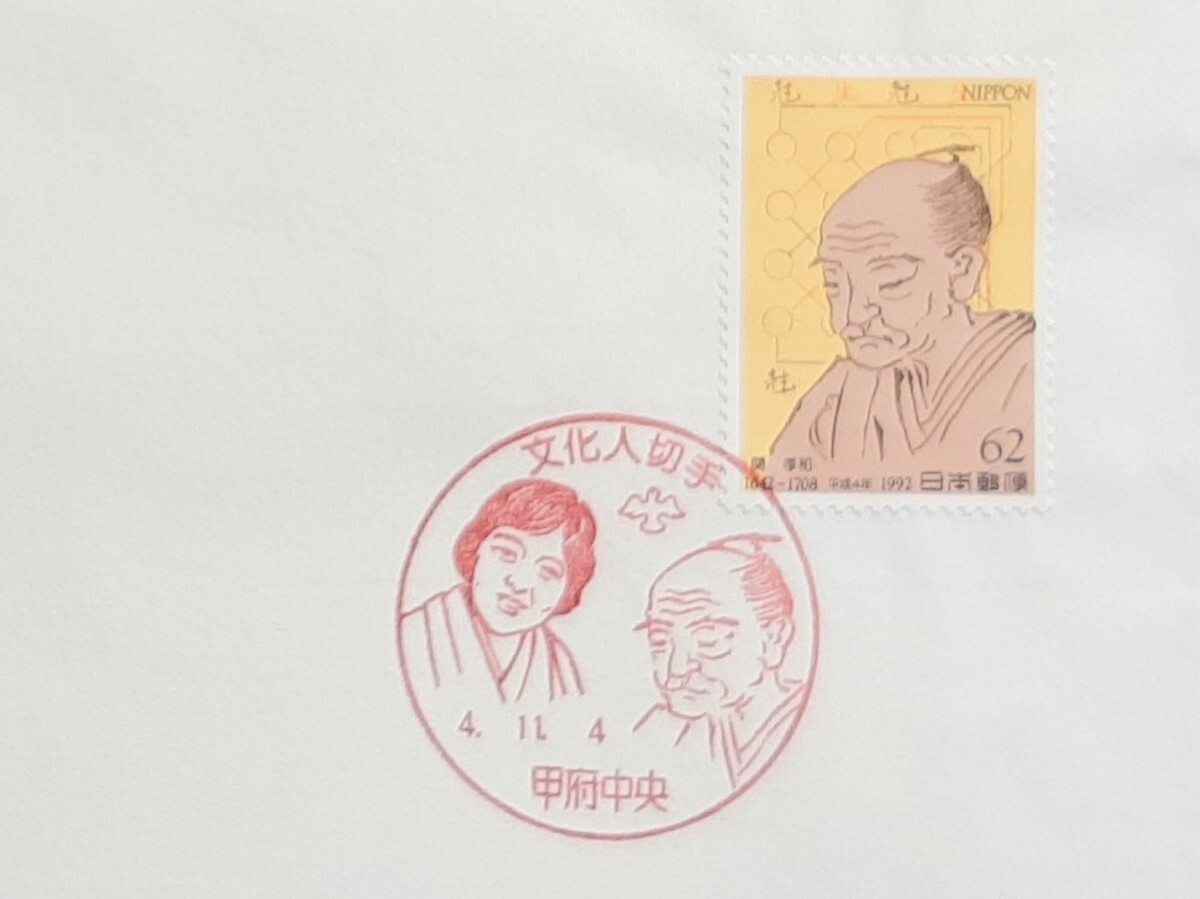 NIPPON
62
関 孝和
1642-1708 平成4年 1992 日本郵便
文化人切手
4. 11. 4
甲府中央